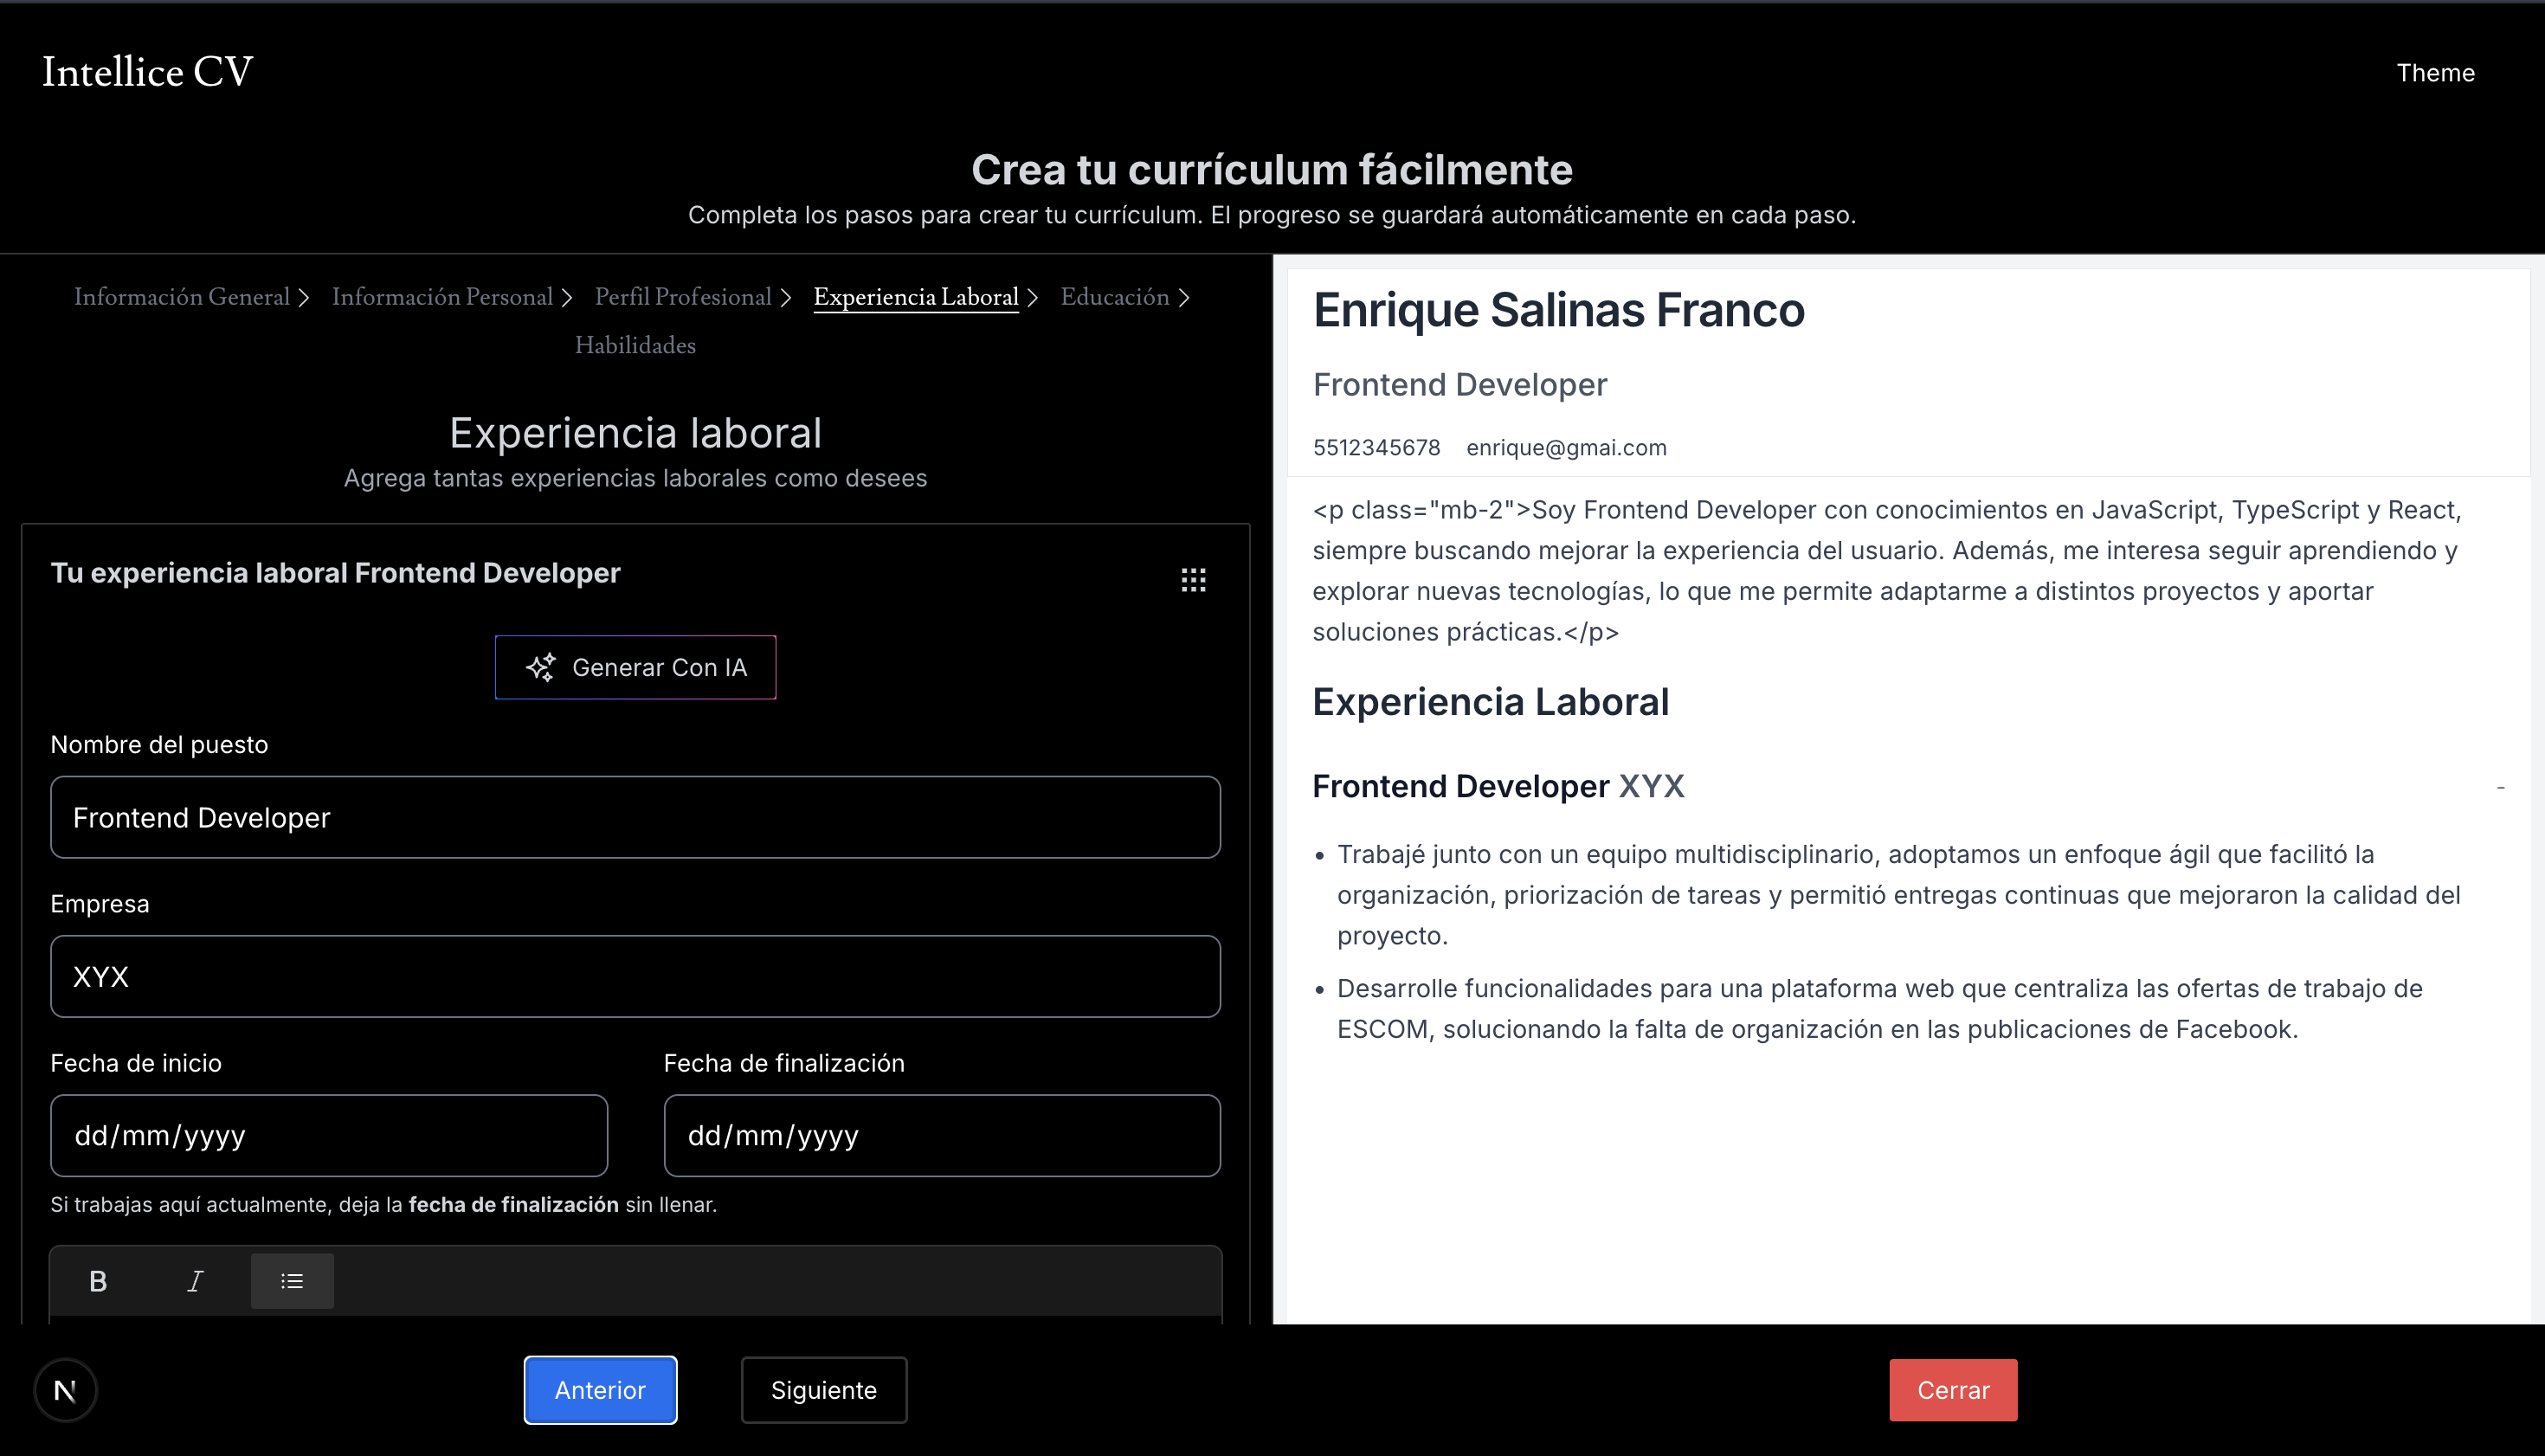 Intellice CV
Theme
Crea tu currículum fácilmente
Completa los pasos para crear tu currículum. El progreso se guardará automáticamente en cada paso.
Información General > Información Personal > Perfil Profesional > Experiencia Laboral > Educación >
Habilidades
Experiencia laboral
Agrega tantas experiencias laborales como desees
Tu experiencia laboral Frontend Developer
Generar Con IA
Nombre del puesto
Frontend Developer
Empresa
XYX
Fecha de inicio
Fecha de finalización
dd/mm/yyyy
dd/mm/yyyy
Si trabajas aquí actualmente, deja la fecha de finalización sin llenar.
B I
Enrique Salinas Franco
Frontend Developer
5512345678 enrique@gmai.com
<p class="mb-2">Soy Frontend Developer con conocimientos en JavaScript, TypeScript y React,
siempre buscando mejorar la experiencia del usuario. Además, me interesa seguir aprendiendo y
explorar nuevas tecnologías, lo que me permite adaptarme a distintos proyectos y aportar
soluciones prácticas.</p>
Experiencia Laboral
Frontend Developer XYX -
• Trabajé junto con un equipo multidisciplinario, adoptamos un enfoque ágil que facilitó la
organización, priorización de tareas y permitió entregas continuas que mejoraron la calidad del
proyecto.
• Desarrolle funcionalidades para una plataforma web que centraliza las ofertas de trabajo de
ESCOM, solucionando la falta de organización en las publicaciones de Facebook.
N
Anterior
Siguiente
Cerrar